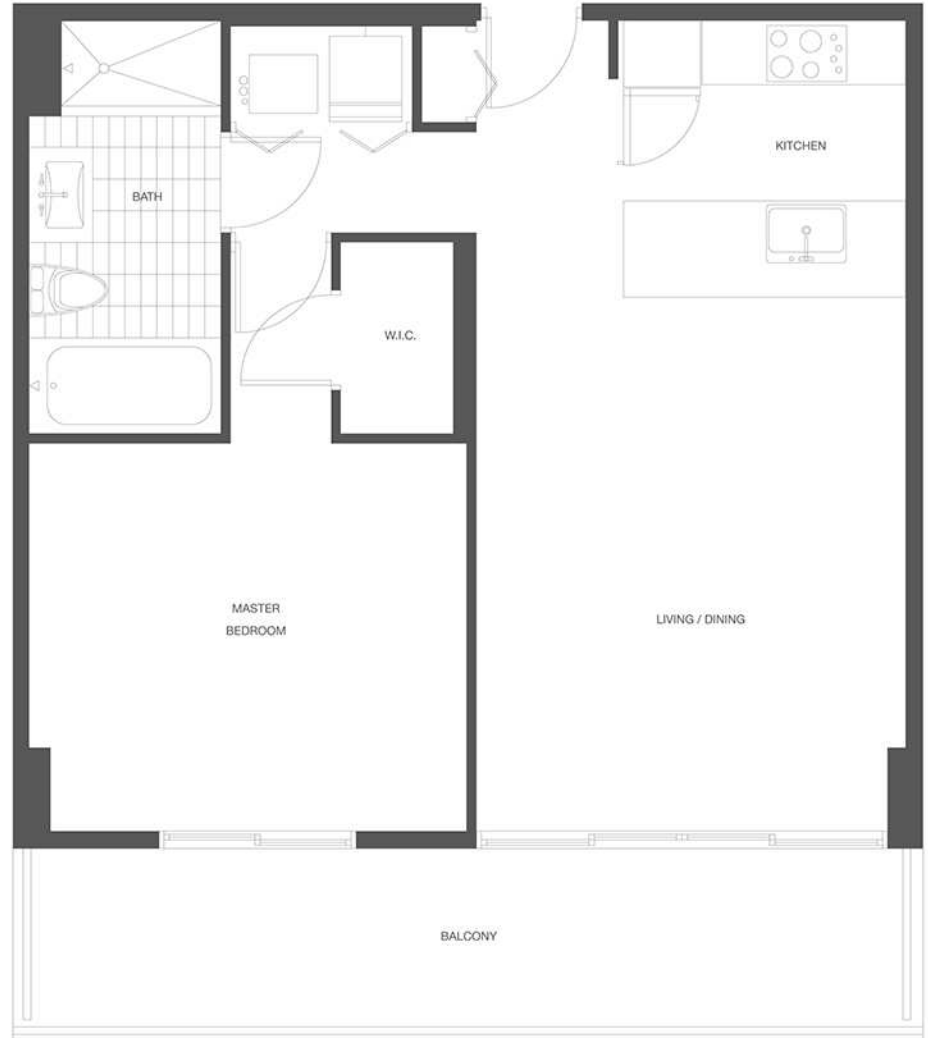 KITCHEN
BATH
W.I.C.
MASTER
BEDROOM
LIVING / DINING
BALCONY